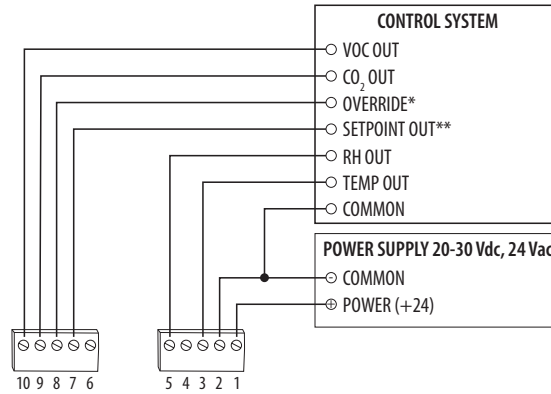 CONTROL SYSTEM
VOC OUT
CO₂ OUT
OVERRIDE*
SETPOINT OUT**
RH OUT
TEMP OUT
COMMON
POWER SUPPLY 20-30 Vdc, 24 Vac
COMMON
POWER (+24)
10 9 8 7 6 5 4 3 2 1